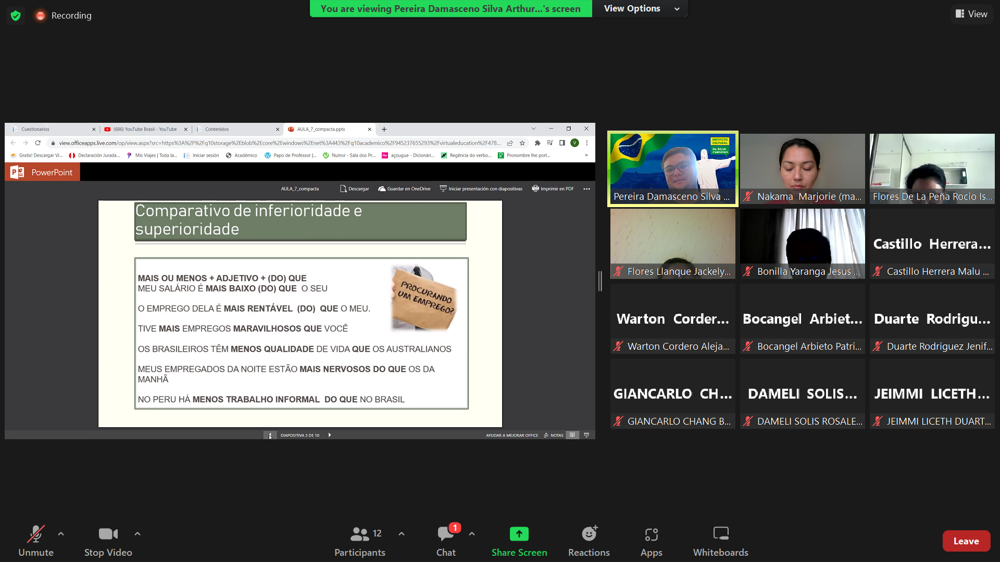 Recording
You are viewing Pereira Damasceno Silva Arthur...'s screen
View Options
View
Cuestionarios
(686) YouTube Brasil - YouTube
Contenidos
AULA_7_compacta.pptx
view.officeapps.live.com/op/view.aspx?src=https%3A%2F%2Fq10storage%2Eblob%2Ecore%2Ewindows%2Enet%3A443%2Fq10academico%2F945237655293%2Fvirtualeducation%2F478...
V
Gratis! Descargar Vi...
Declaración Jurada...
Mis Viajes | Toda la...
Iniciar sesión
Académico
Papo de Professor |...
Nutror - Sala dos Pr...
açougue - Dicionári...
Regência do verbo...
Pronombre lhe port...
»
PowerPoint
AULA_7_compacta
Descargar
Guardar en OneDrive
Iniciar presentación con diapositivas
Imprimir en PDF
Comparativo de inferioridade e
superioridade
MAIS OU MENOS + ADJETIVO + (DO) QUE
MEU SALÁRIO É MAIS BAIXO (DO) QUE O SEU
O EMPREGO DELA É MAIS RENTÁVEL (DO) QUE O MEU.
TIVE MAIS EMPREGOS MARAVILHOSOS QUE VOCÊ
OS BRASILEIROS TÊM MENOS QUALIDADE DE VIDA QUE OS AUSTRALIANOS
MEUS EMPREGADOS DA NOITE ESTÃO MAIS NERVOSOS DO QUE OS DA
MANHÃ
NO PERU HÁ MENOS TRABALHO INFORMAL DO QUE NO BRASIL
PROCURANDO
UM EMPREGO?
DIAPOSITIVA 5 DE 10
AYUDAR A MEJORAR OFFICE
NOTAS
INSTITUTO
CULTURAL
DA SILVA
CORDEIRO
Pereira Damasceno Silva ...
Nakama Marjorie (ma...
Flores De La Peña Rocio Is...
Flores Llanque Jackely...
Bonilla Yaranga Jesus ...
Castillo Herrera...
Castillo Herrera Malu ...
Warton Corder...
Warton Cordero Aleja...
Bocangel Arbiet...
Bocangel Arbieto Patri...
Duarte Rodrigu...
Duarte Rodriguez Jenif...
GIANCARLO CH...
GIANCARLO CHANG B...
DAMELI SOLIS...
DAMELI SOLIS ROSALE...
JEIMMI LICETH...
JEIMMI LICETH DUART...
Unmute
Stop Video
12
Participants
1
Chat
Share Screen
Reactions
Apps
Whiteboards
Leave